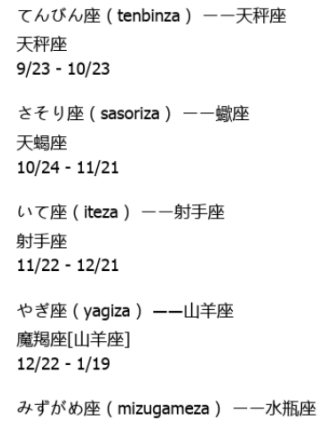 てんびん座 ( tenbinza ) ——天秤座
天秤座
9/23 - 10/23
さそり座 ( sasoriza ) ——蠍座
天蝎座
10/24 - 11/21
いて座 ( iteza ) ——射手座
射手座
11/22 - 12/21
やぎ座 ( yagiza ) ——山羊座
魔羯座[山羊座]
12/22 - 1/19
みずがめ座 ( mizugameza ) ——水瓶座